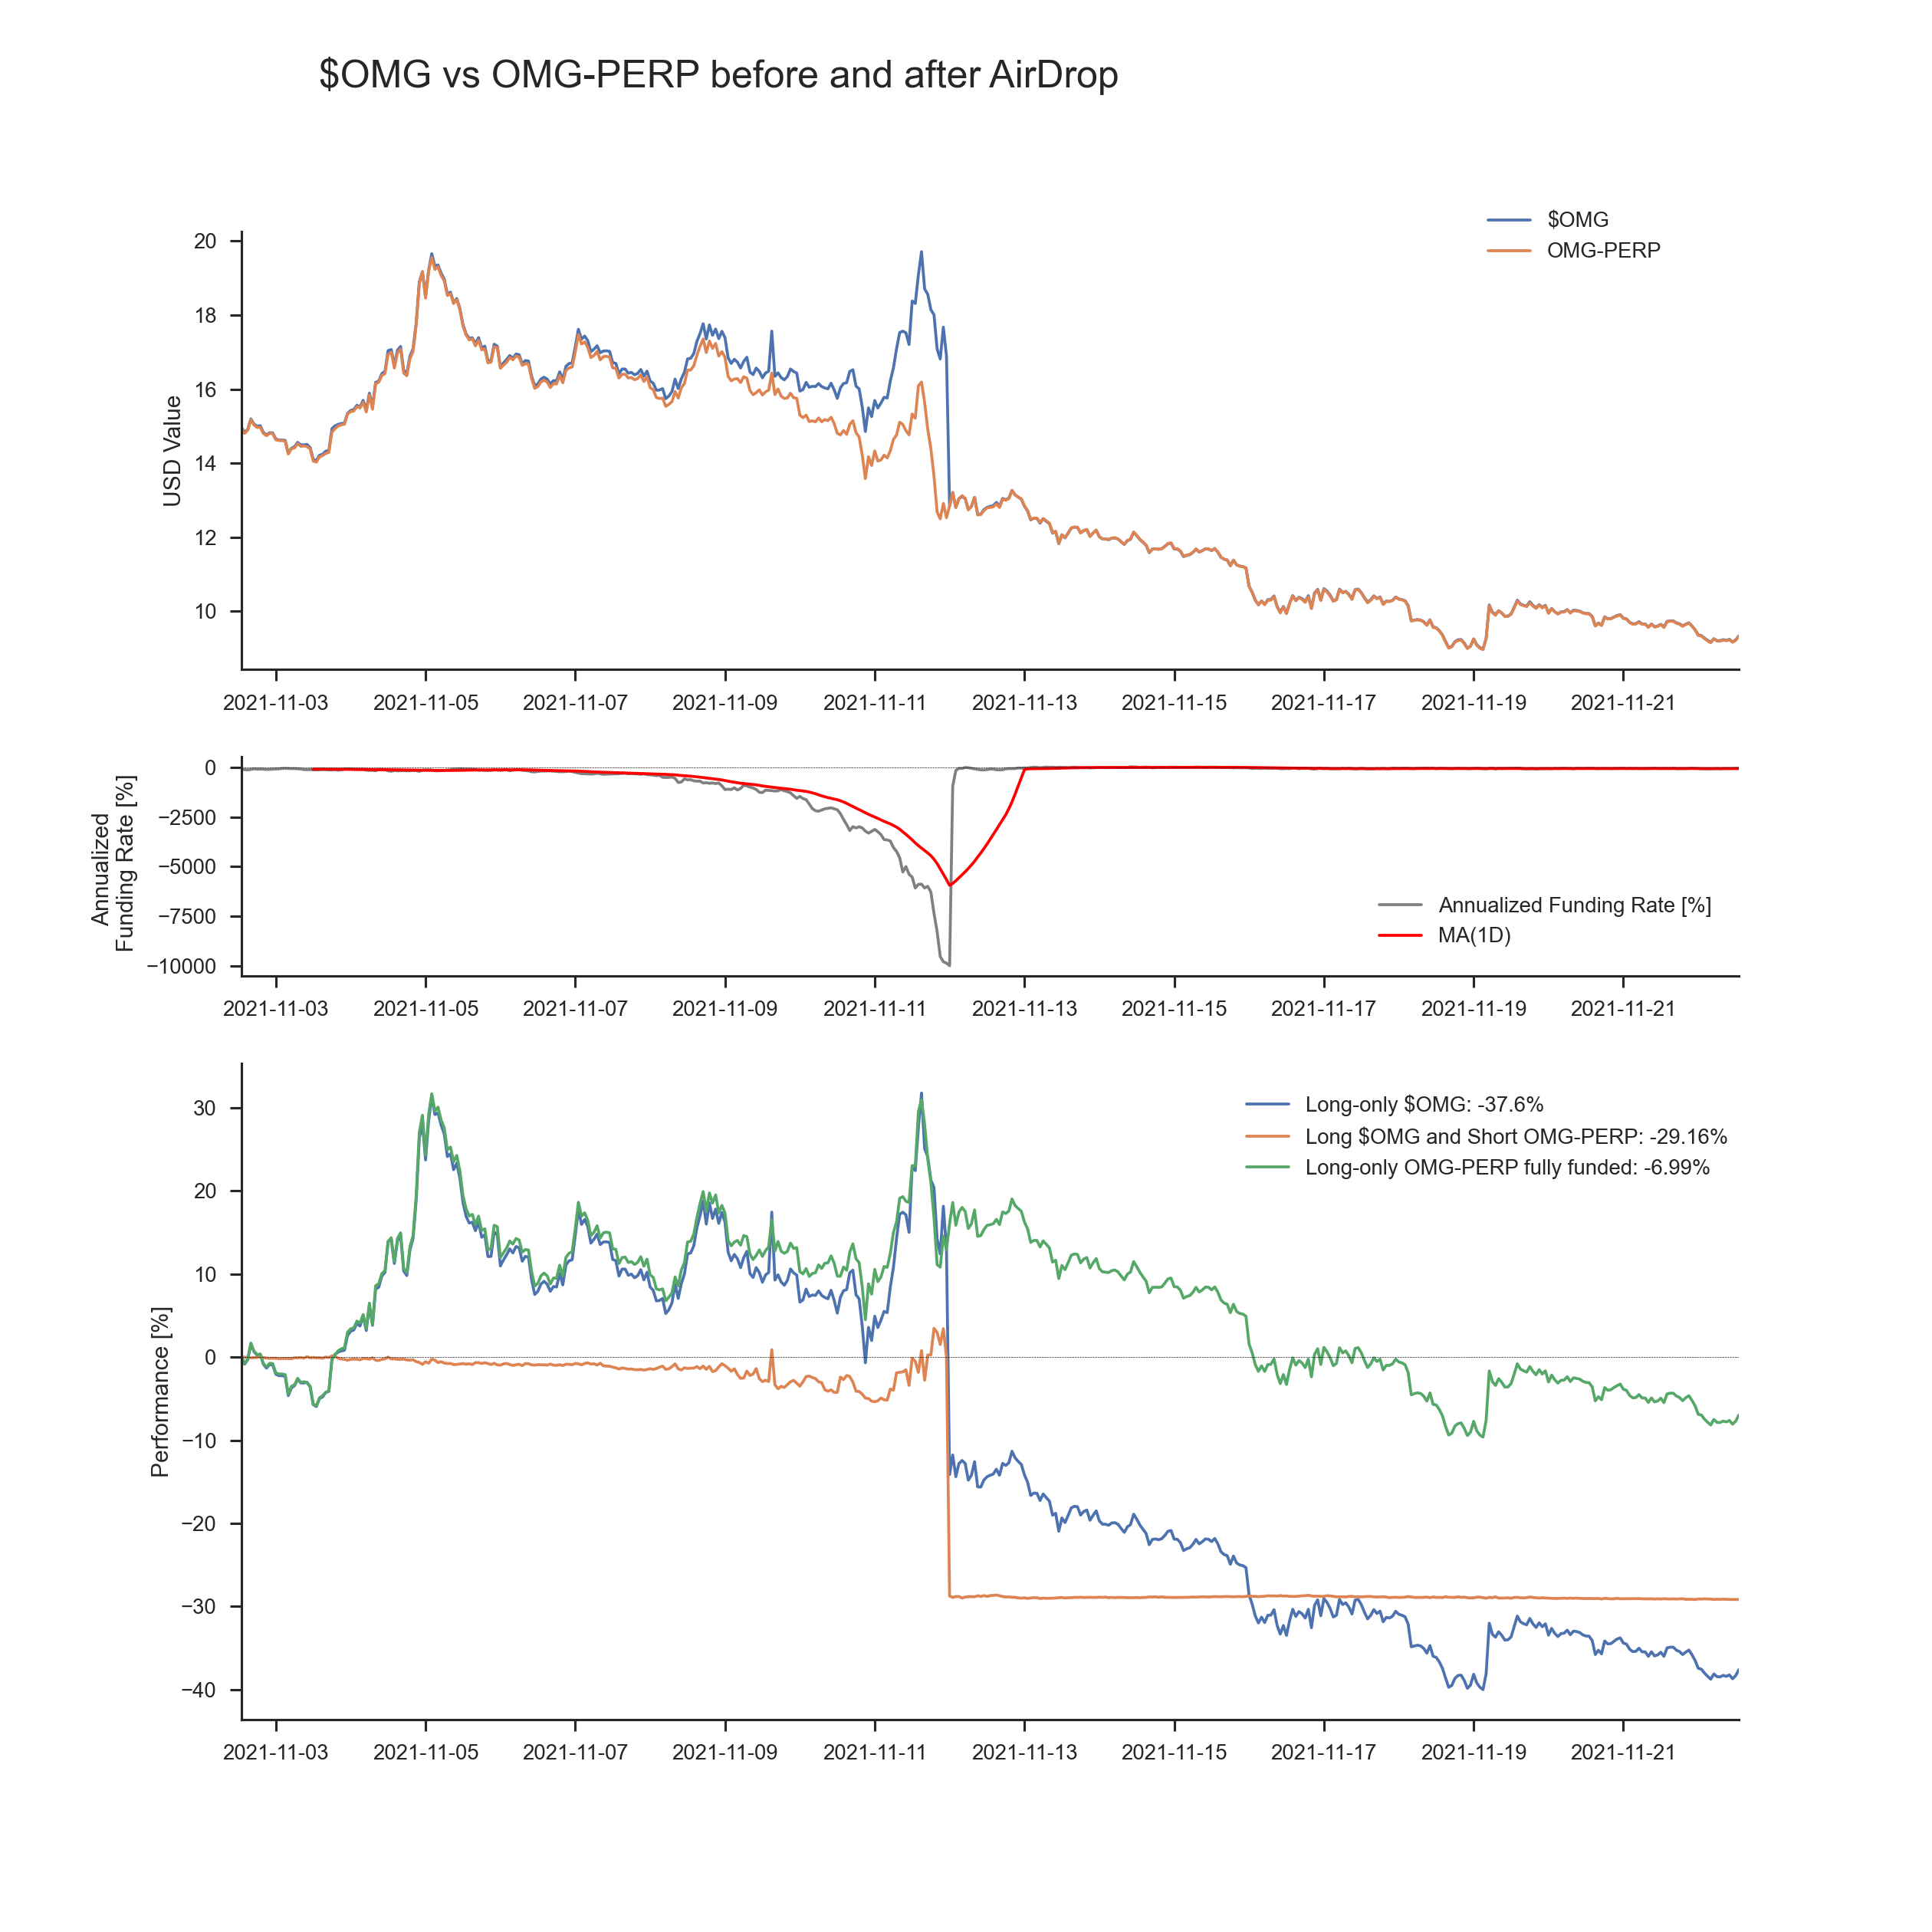 $OMG vs OMG-PERP before and after AirDrop
$OMG
OMG-PERP
USD Value
20
18
16
14
12
10
2021-11-03 2021-11-05 2021-11-07 2021-11-09 2021-11-11 2021-11-13 2021-11-15 2021-11-17 2021-11-19 2021-11-21
Annualized
Funding Rate [%]
0
−2500
−5000
−7500
−10000
Annualized Funding Rate [%]
MA(1D)
2021-11-03 2021-11-05 2021-11-07 2021-11-09 2021-11-11 2021-11-13 2021-11-15 2021-11-17 2021-11-19 2021-11-21
Performance [%]
30
20
10
0
−10
−20
−30
−40
Long-only $OMG: -37.6%
Long $OMG and Short OMG-PERP: -29.16%
Long-only OMG-PERP fully funded: -6.99%
2021-11-03 2021-11-05 2021-11-07 2021-11-09 2021-11-11 2021-11-13 2021-11-15 2021-11-17 2021-11-19 2021-11-21